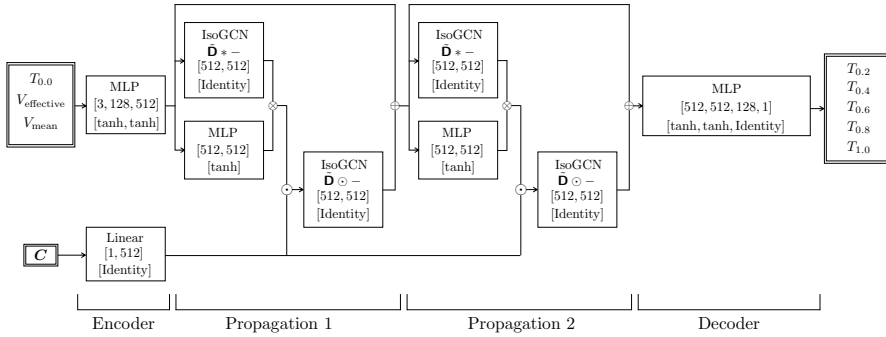 T0.0
Veffective
Vmean
MLP
[3, 128, 512]
[tanh, tanh]
IsoGCN
D̃ ∗ −
[512, 512]
[Identity]
MLP
[512, 512]
[tanh]
⊗
⊙
IsoGCN
D̃ ⊙ −
[512, 512]
[Identity]
⊕
IsoGCN
D̃ ∗ −
[512, 512]
[Identity]
MLP
[512, 512]
[tanh]
⊗
⊙
IsoGCN
D̃ ⊙ −
[512, 512]
[Identity]
⊕
MLP
[512, 512, 128, 1]
[tanh, tanh, Identity]
T0.2
T0.4
T0.6
T0.8
T1.0
C
Linear
[1, 512]
[Identity]
Encoder
Propagation 1
Propagation 2
Decoder